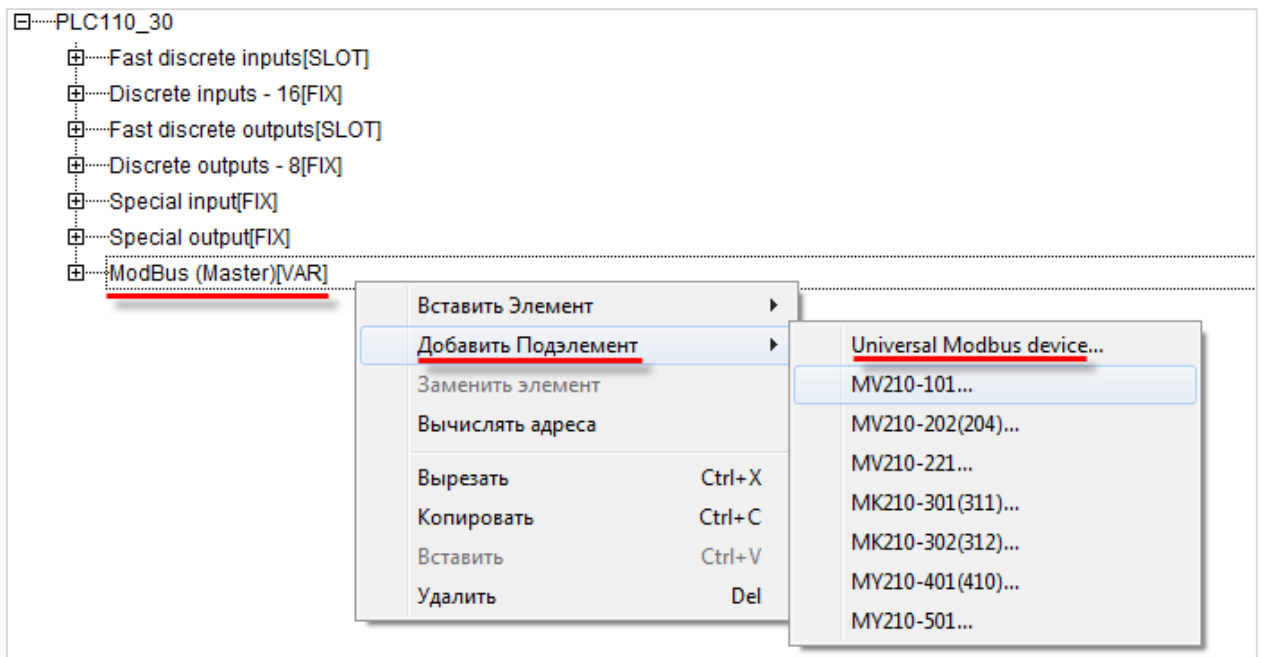 PLC110_30
Fast discrete inputs[SLOT]
Discrete inputs - 16[FIX]
Fast discrete outputs[SLOT]
Discrete outputs - 8[FIX]
Special input[FIX]
Special output[FIX]
ModBus (Master)[VAR]
Вставить Элемент
Добавить Подэлемент
Заменить элемент
Вычислять адреса
Вырезать Ctrl+X
Копировать Ctrl+C
Вставить Ctrl+V
Удалить Del
Universal Modbus device...
MV210-101...
MV210-202(204)...
MV210-221...
MK210-301(311)...
MK210-302(312)...
MY210-401(410)...
MY210-501...